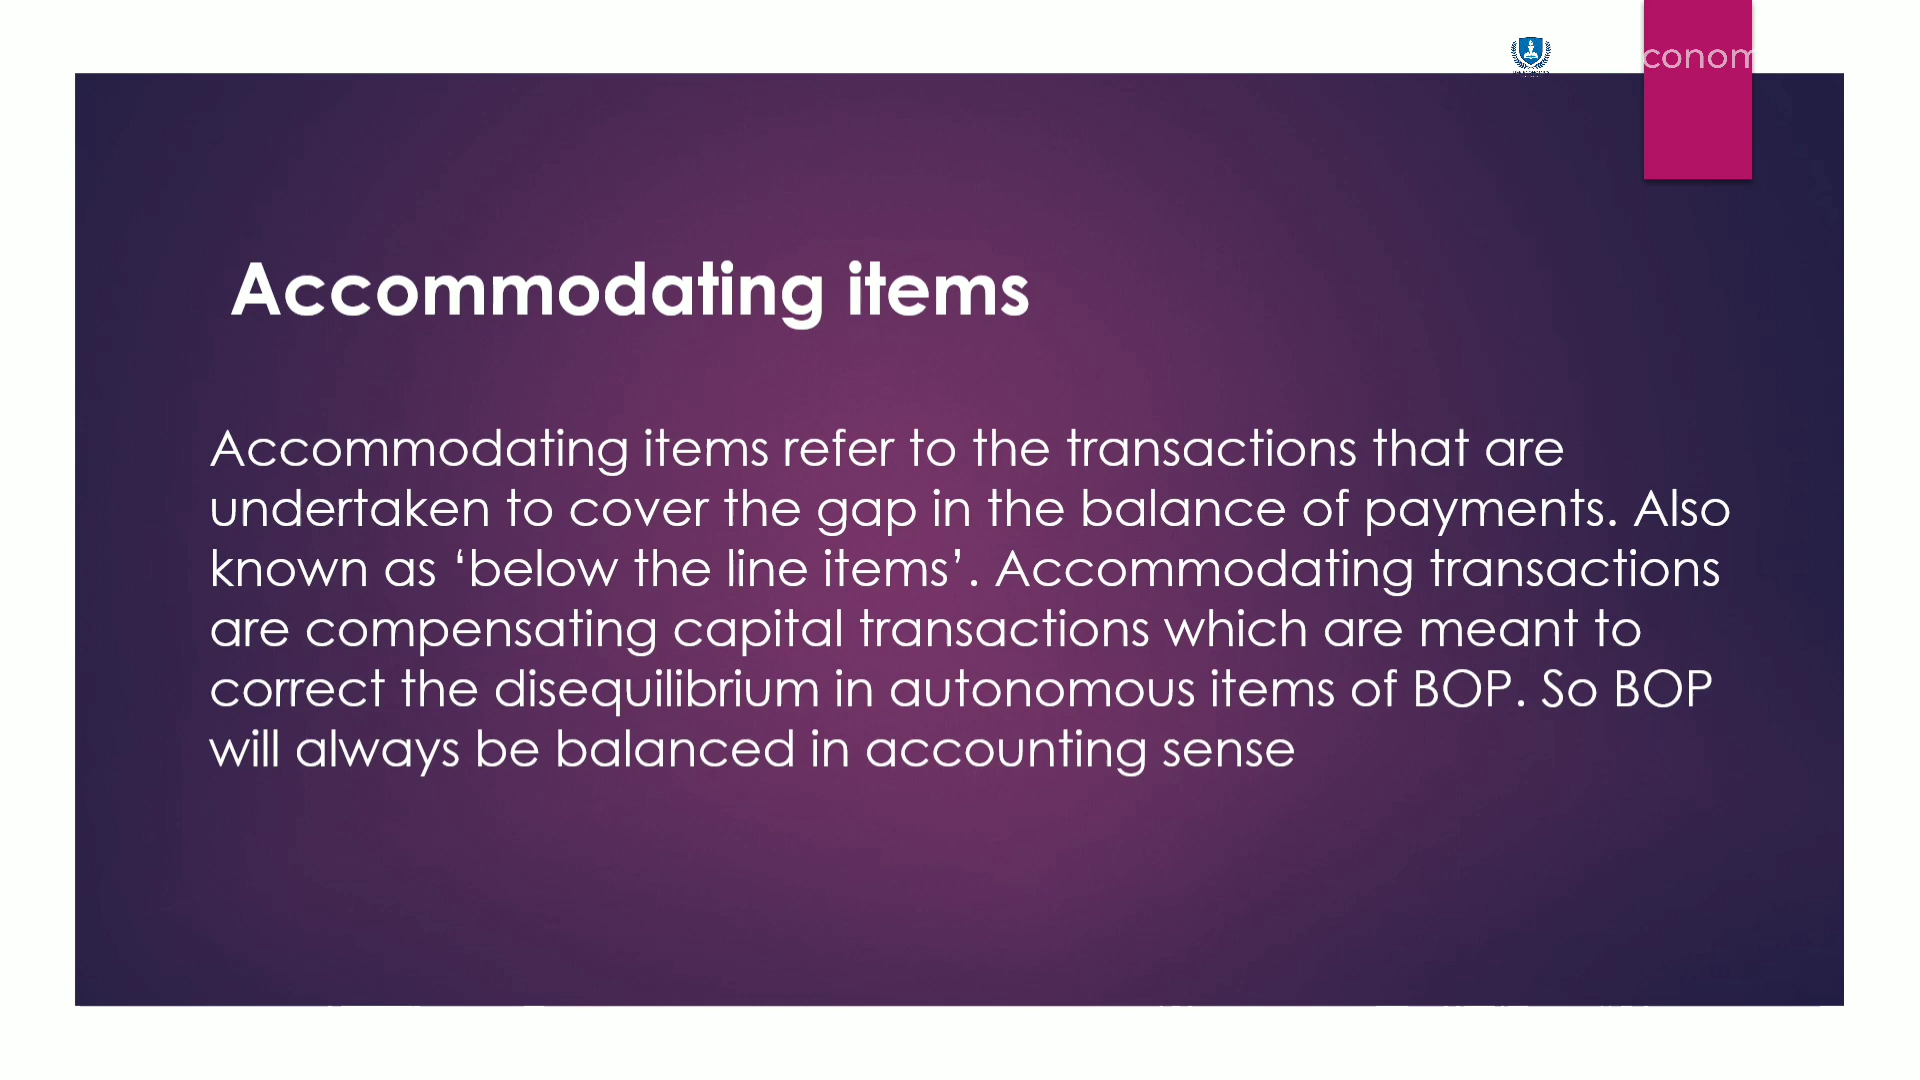 conom
Accommodating items
Accommodating items refer to the transactions that are
undertaken to cover the gap in the balance of payments. Also
known as ‘below the line items’. Accommodating transactions
are compensating capital transactions which are meant to
correct the disequilibrium in autonomous items of BOP. So BOP
will always be balanced in accounting sense